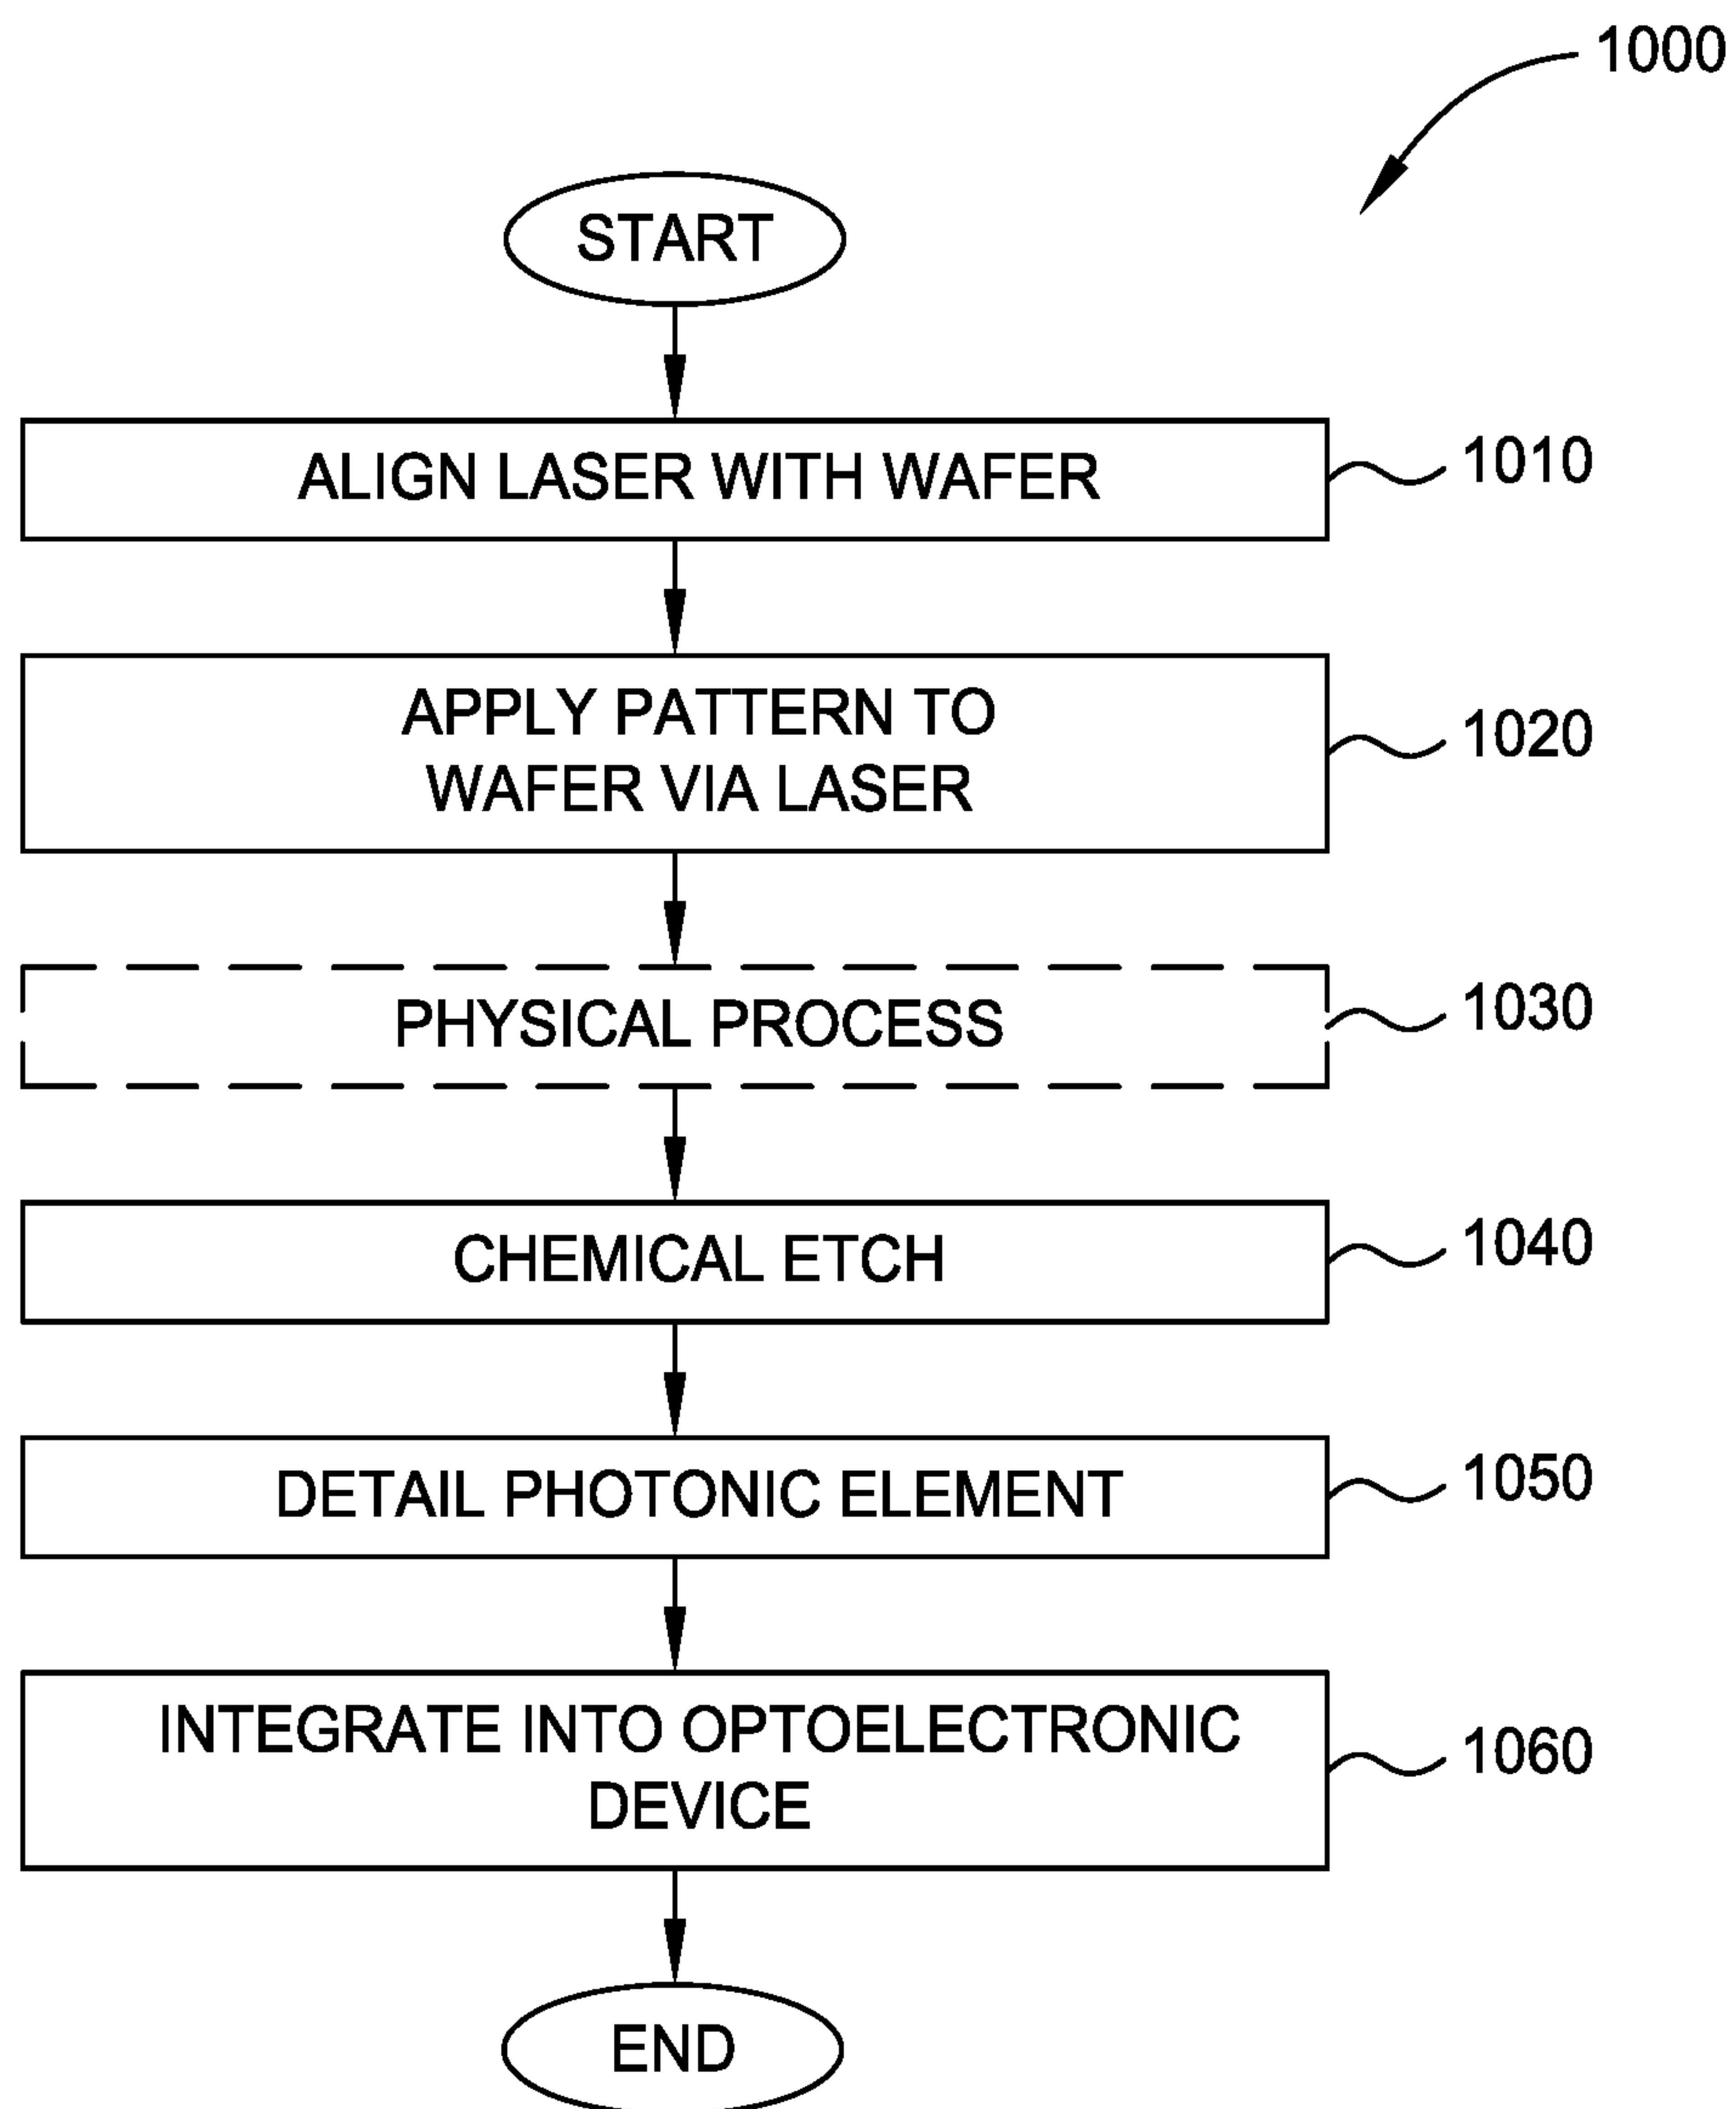 1000
START
ALIGN LASER WITH WAFER
1010
APPLY PATTERN TO
WAFER VIA LASER
1020
PHYSICAL PROCESS
1030
CHEMICAL ETCH
1040
DETAIL PHOTONIC ELEMENT
1050
INTEGRATE INTO OPTOELECTRONIC
DEVICE
1060
END